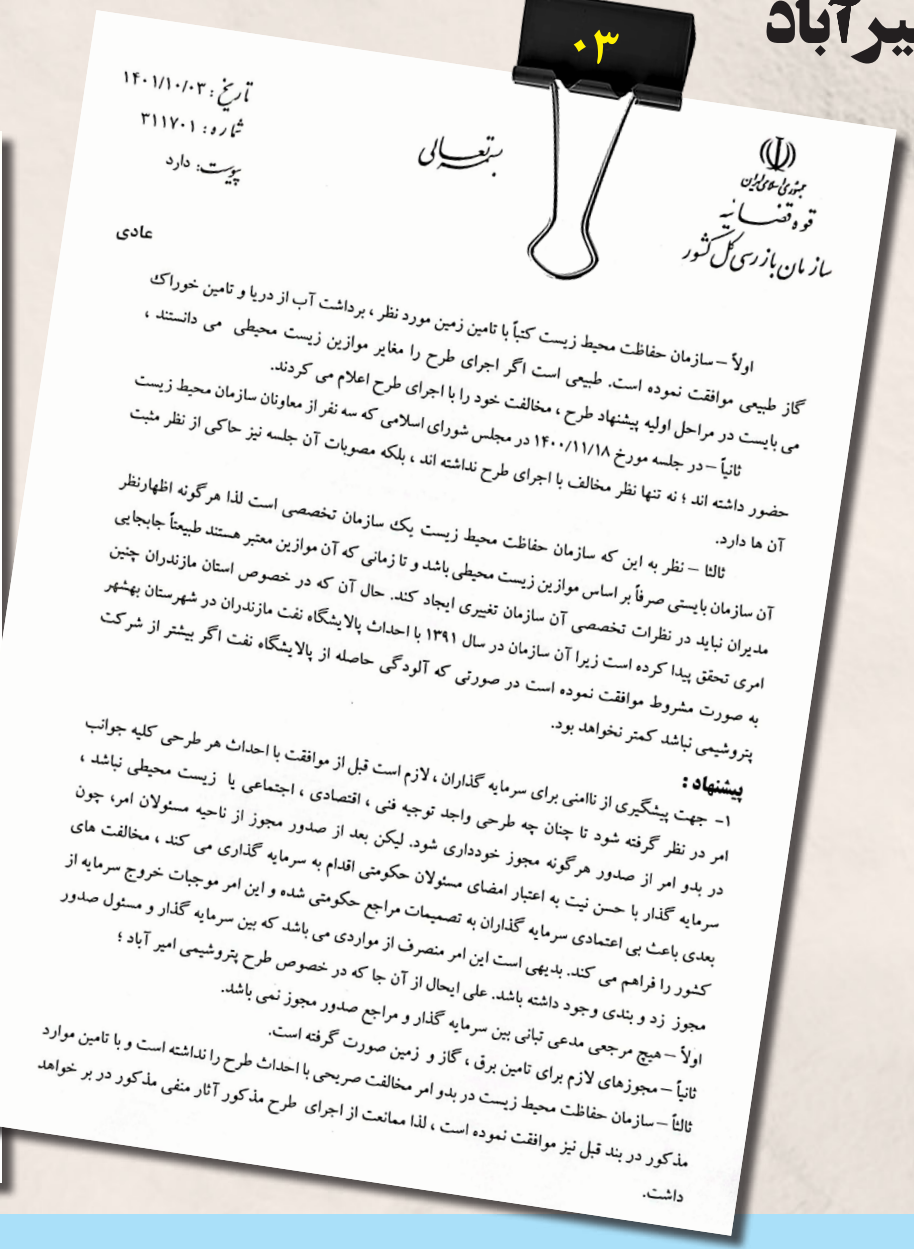 یرآباد
۰۳
جمهوری اسلامی ایران
قوه قضائیه
سازمان بازرسی کل کشور
بسمه تعالی
تاریخ : ۱۴۰۱/۱۰/۰۳
شماره : ۳۱۱۷۰۱
پیوست: دارد
عادی
اولاً – سازمان حفاظت محیط زیست کتباً با تامین زمین مورد نظر ، برداشت آب از دریا و تامین خوراک
گاز طبیعی موافقت نموده است. طبیعی است اگر اجرای طرح را مغایر موازین زیست محیطی می دانستند ،
می بایست در مراحل اولیه پیشنهاد طرح ، مخالفت خود را با اجرای طرح اعلام می کردند.
ثانیاً – در جلسه مورخ ۱۴۰۰/۱۱/۱۸ در مجلس شورای اسلامی که سه نفر از معاونان سازمان محیط زیست
حضور داشته اند ؛ نه تنها نظر مخالف با اجرای طرح نداشته اند ، بلکه مصوبات آن جلسه نیز حاکی از نظر مثبت
آن ها دارد.
ثالثا – نظر به این که سازمان حفاظت محیط زیست یک سازمان تخصصی است لذا هرگونه اظهارنظر
آن سازمان بایستی صرفاً بر اساس موازین زیست محیطی باشد و تا زمانی که آن موازین معتبر هستند طبیعتاً جابجایی
مدیران نباید در نظرات تخصصی آن سازمان تغییری ایجاد کند. حال آن که در خصوص استان مازندران چنین
امری تحقق پیدا کرده است زیرا آن سازمان در سال ۱۳۹۱ با احداث پالایشگاه نفت مازندران در شهرستان بهشهر
به صورت مشروط موافقت نموده است در صورتی که آلودگی حاصله از پالایشگاه نفت اگر بیشتر از شرکت
پتروشیمی نباشد کمتر نخواهد بود.
پیشنهاد :
۱– جهت پیشگیری از ناامنی برای سرمایه گذاران ، لازم است قبل از موافقت با احداث هر طرحی کلیه جوانب
امر در نظر گرفته شود تا چنان چه طرحی واجد توجیه فنی ، اقتصادی ، اجتماعی یا زیست محیطی نباشد ،
در بدو امر از صدور هرگونه مجوز خودداری شود. لیکن بعد از صدور مجوز از ناحیه مسئولان امر، چون
سرمایه گذار با حسن نیت به اعتبار امضای مسئولان حکومتی اقدام به سرمایه گذاری می کند ، مخالفت های
بعدی باعث بی اعتمادی سرمایه گذاران به تصمیمات مراجع حکومتی شده و این امر موجبات خروج سرمایه از
کشور را فراهم می کند. بدیهی است این امر منصرف از مواردی می باشد که بین سرمایه گذار و مسئول صدور
مجوز زد و بندی وجود داشته باشد. علی ایحال از آن جا که در خصوص طرح پتروشیمی امیر آباد ؛
اولاً – هیچ مرجعی مدعی تبانی بین سرمایه گذار و مراجع صدور مجوز نمی باشد.
ثانیاً – مجوزهای لازم برای تامین برق ، گاز و زمین صورت گرفته است.
ثالثاً – سازمان حفاظت محیط زیست در بدو امر مخالفت صریحی با احداث طرح را نداشته است و با تامین موارد
مذکور در بند قبل نیز موافقت نموده است ، لذا ممانعت از اجرای طرح مذکور آثار منفی مذکور در بر خواهد
داشت.